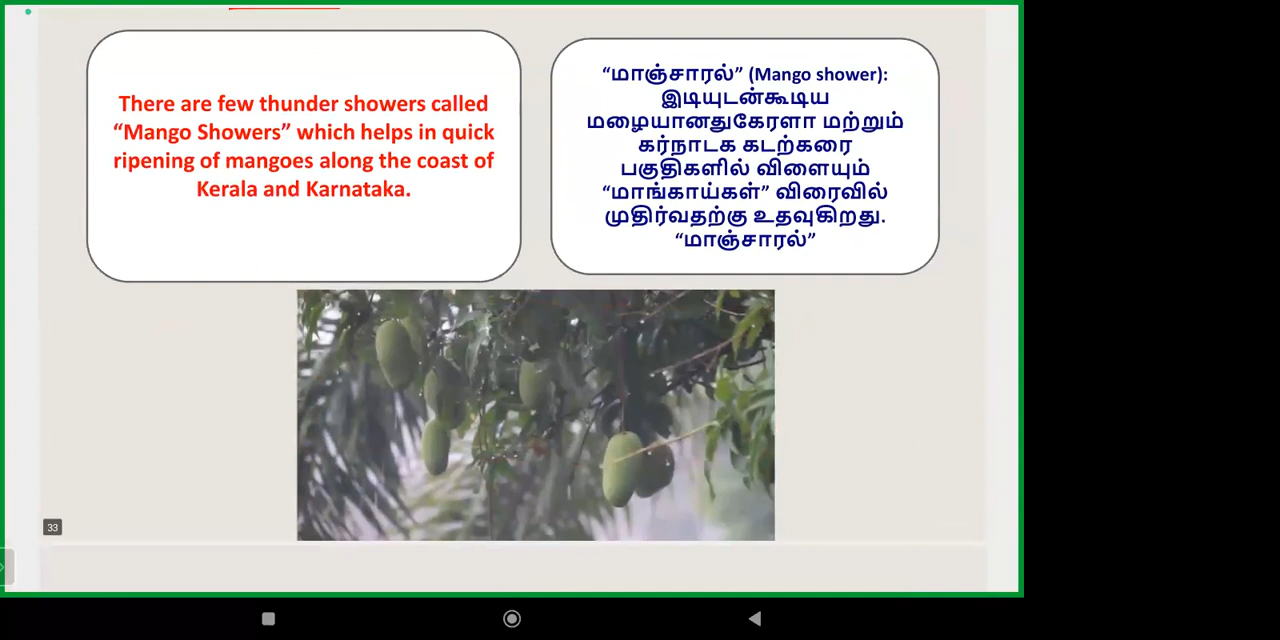 There are few thunder showers called
“Mango Showers” which helps in quick
ripening of mangoes along the coast of
Kerala and Karnataka.
“மாஞ்சாரல்” (Mango shower):
இடியுடன்கூடிய
மழையானதுகேரளா மற்றும்
கர்நாடக கடற்கரை
பகுதிகளில் விளையும்
“மாங்காய்கள்” விரைவில்
முதிர்வதற்கு உதவுகிறது.
“மாஞ்சாரல்”
33